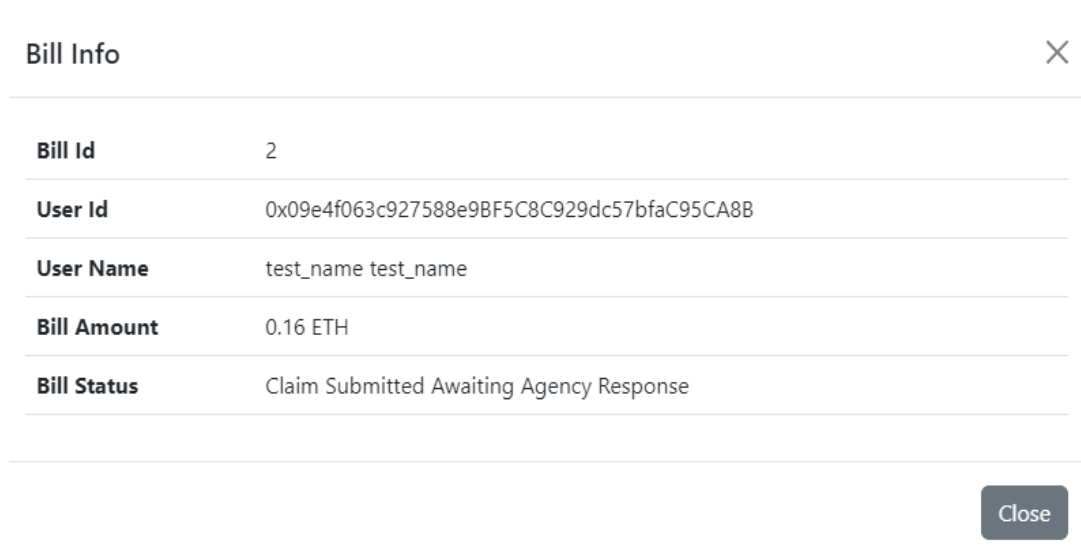 Bill Info
Bill Id 2
User Id 0x09e4f063c927588e9BF5C8C929dc57bfaC95CA8B
User Name test_name test_name
Bill Amount 0.16 ETH
Bill Status Claim Submitted Awaiting Agency Response
Close